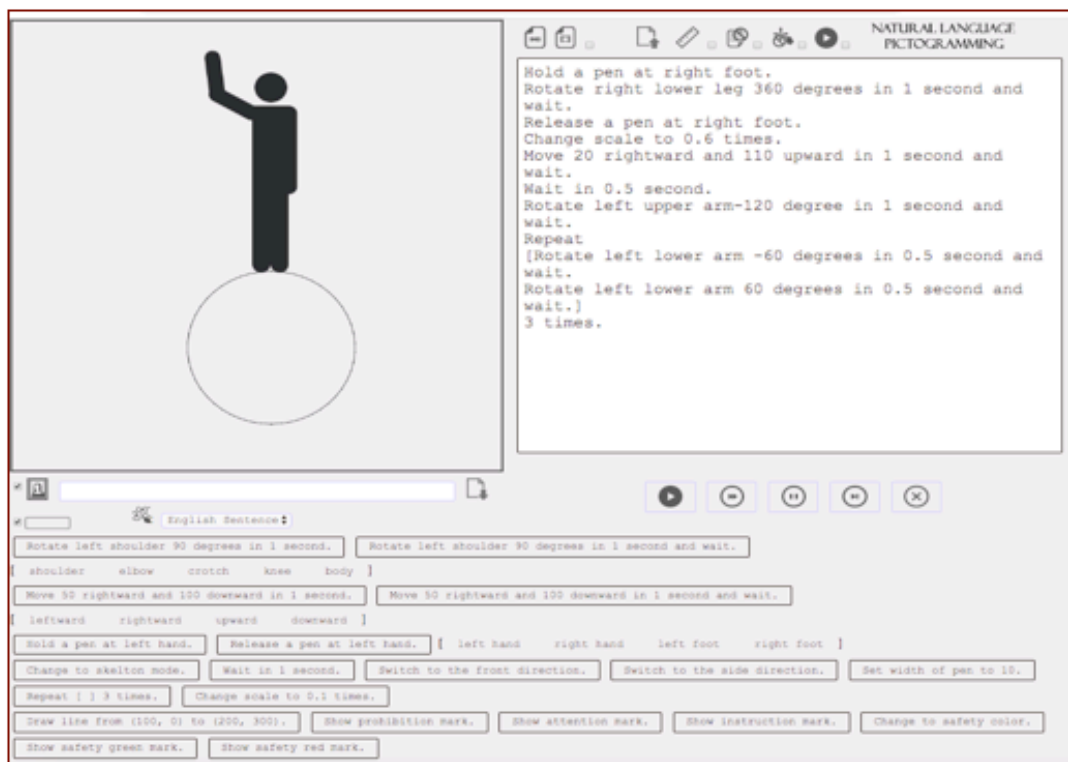 NATURAL LANGUAGE
PICTOGRAMMING
Hold a pen at right foot.
Rotate right lower leg 360 degrees in 1 second and
wait.
Release a pen at right foot.
Change scale to 0.6 times.
Move 20 rightward and 110 upward in 1 second and
wait.
Wait in 0.5 second.
Rotate left upper arm-120 degree in 1 second and
wait.
Repeat
[Rotate left lower arm -60 degrees in 0.5 second and
wait.
Rotate left lower arm 60 degrees in 0.5 second and
wait.]
3 times.
English Sentence
Rotate left shoulder 90 degrees in 1 second. Rotate left shoulder 90 degrees in 1 second and wait.
[ shoulder elbow crotch knee body ]
Move 50 rightward and 100 downward in 1 second. Move 50 rightward and 100 downward in 1 second and wait.
[ leftward rightward upward downward ]
Hold a pen at left hand. Release a pen at left hand. [ left hand right hand left foot right foot ]
Change to skelton mode. Wait in 1 second. Switch to the front direction. Switch to the side direction. Set width of pen to 10.
Repeat [ ] 3 times. Change scale to 0.1 times.
Draw line from (100, 0) to (200, 300). Show prohibition mark. Show attention mark. Show instruction mark. Change to safety color.
Show safety green mark. Show safety red mark.